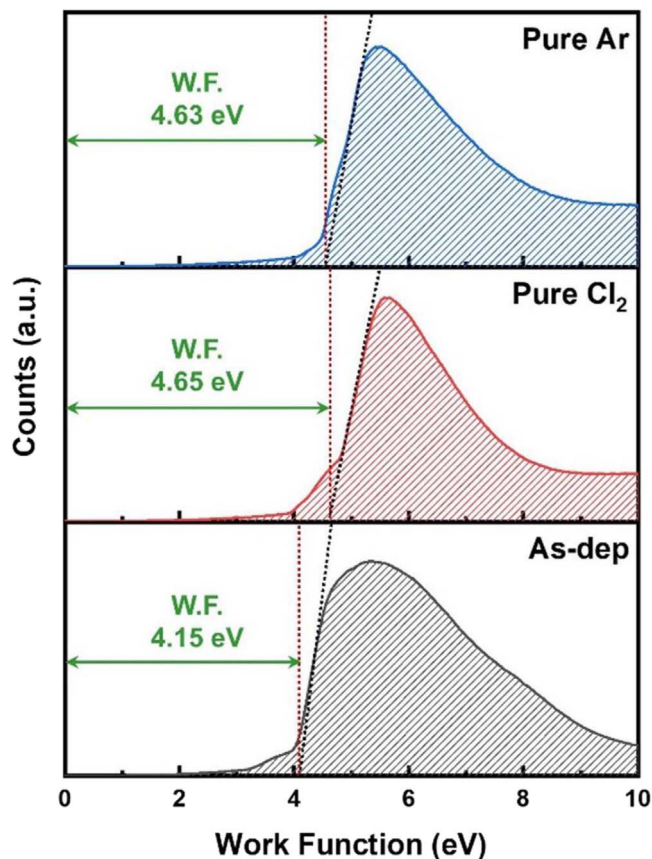 Pure Ar
W.F.
4.63 eV
Pure Cl₂
W.F.
4.65 eV
As-dep
W.F.
4.15 eV
Counts (a.u.)
0 2 4 6 8 10
Work Function (eV)